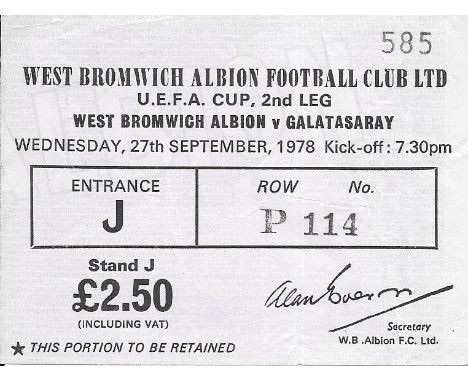 585
WEST BROMWICH ALBION FOOTBALL CLUB LTD
U.E.F.A. CUP, 2nd LEG
WEST BROMWICH ALBION v GALATASARAY
WEDNESDAY, 27th SEPTEMBER, 1978 Kick-off: 7.30pm
ENTRANCE ROW No.
J P 114
Stand J
£2.50
(INCLUDING VAT)
Secretary
W.B. Albion F.C. Ltd.
★ THIS PORTION TO BE RETAINED